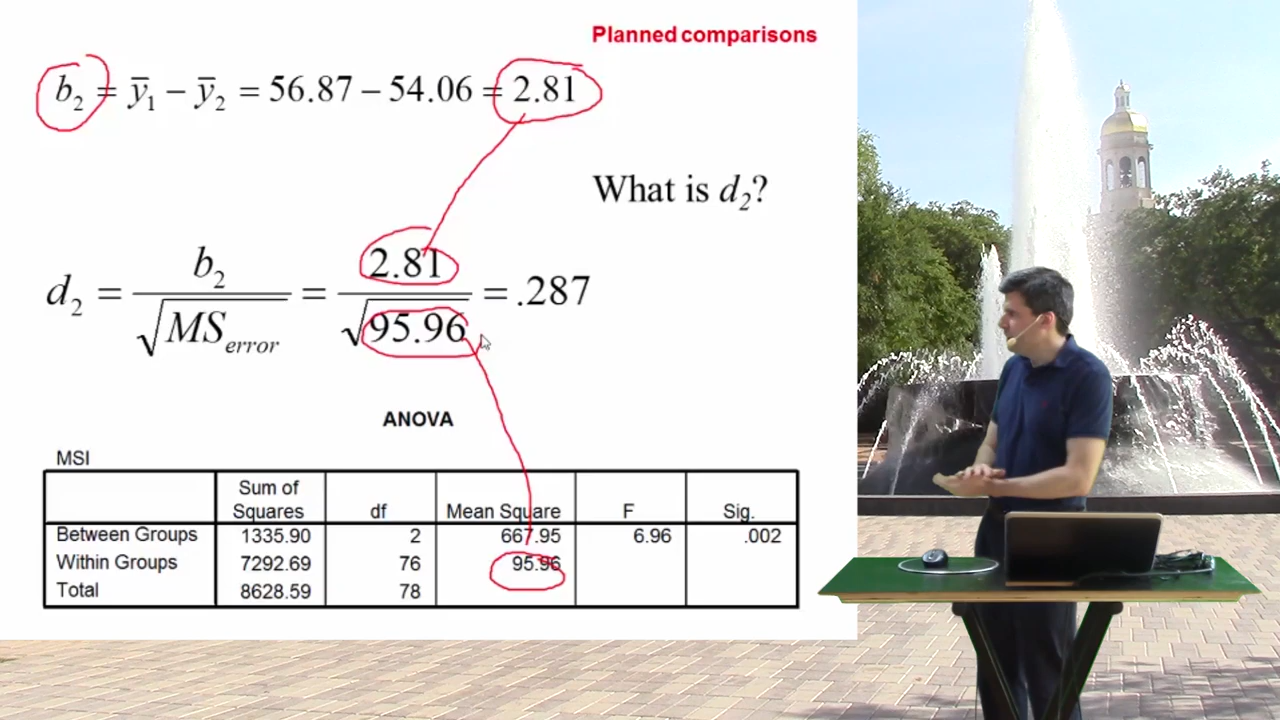 Planned comparisons
b₂ = ȳ₁ − ȳ₂ = 56.87 − 54.06 = 2.81
What is d₂?
d₂ = b₂ / √MS_error = 2.81 / √95.96 = .287
ANOVA
MSI
Sum of Squares df Mean Square F Sig.
Between Groups 1335.90 2 667.95 6.96 .002
Within Groups 7292.69 76 95.96
Total 8628.59 78